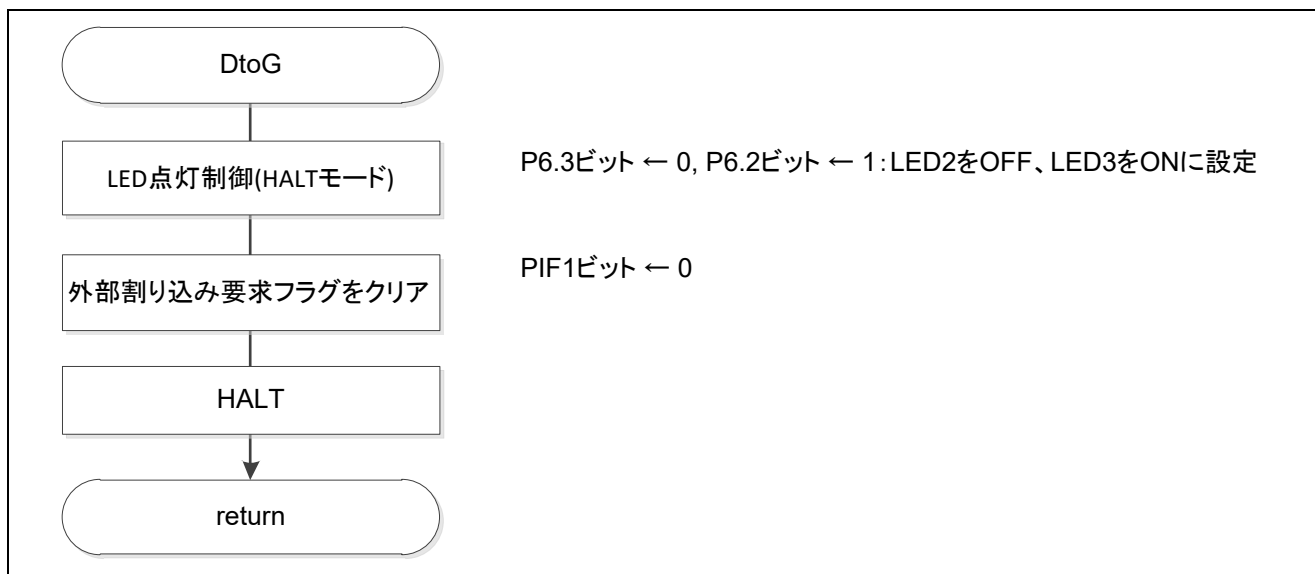 DtoG
LED点灯制御(HALTモード)
P6.3ビット ← 0, P6.2ビット ← 1:LED2をOFF、LED3をONに設定
外部割り込み要求フラグをクリア
PIF1ビット ← 0
HALT
return